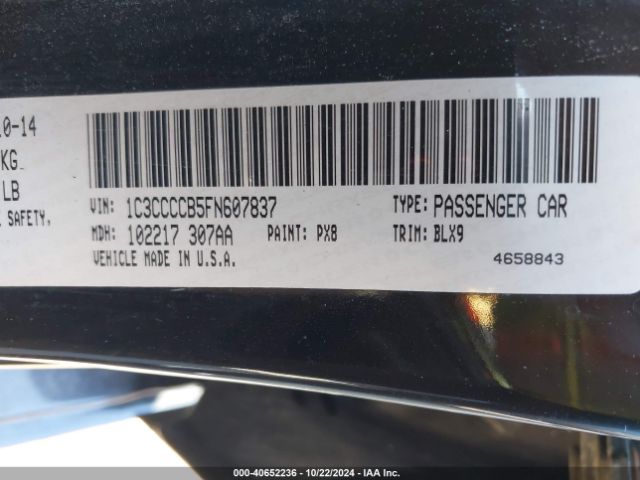 10-14
KG
LB
SAFETY,
VIN: 1C3CCCCB5FN607837 TYPE: PASSENGER CAR
MDH: 102217 307AA PAINT: PX8 TRIM: BLX9
VEHICLE MADE IN U.S.A. 4658843
000-40652236 - 10/22/2024 - IAA Inc.